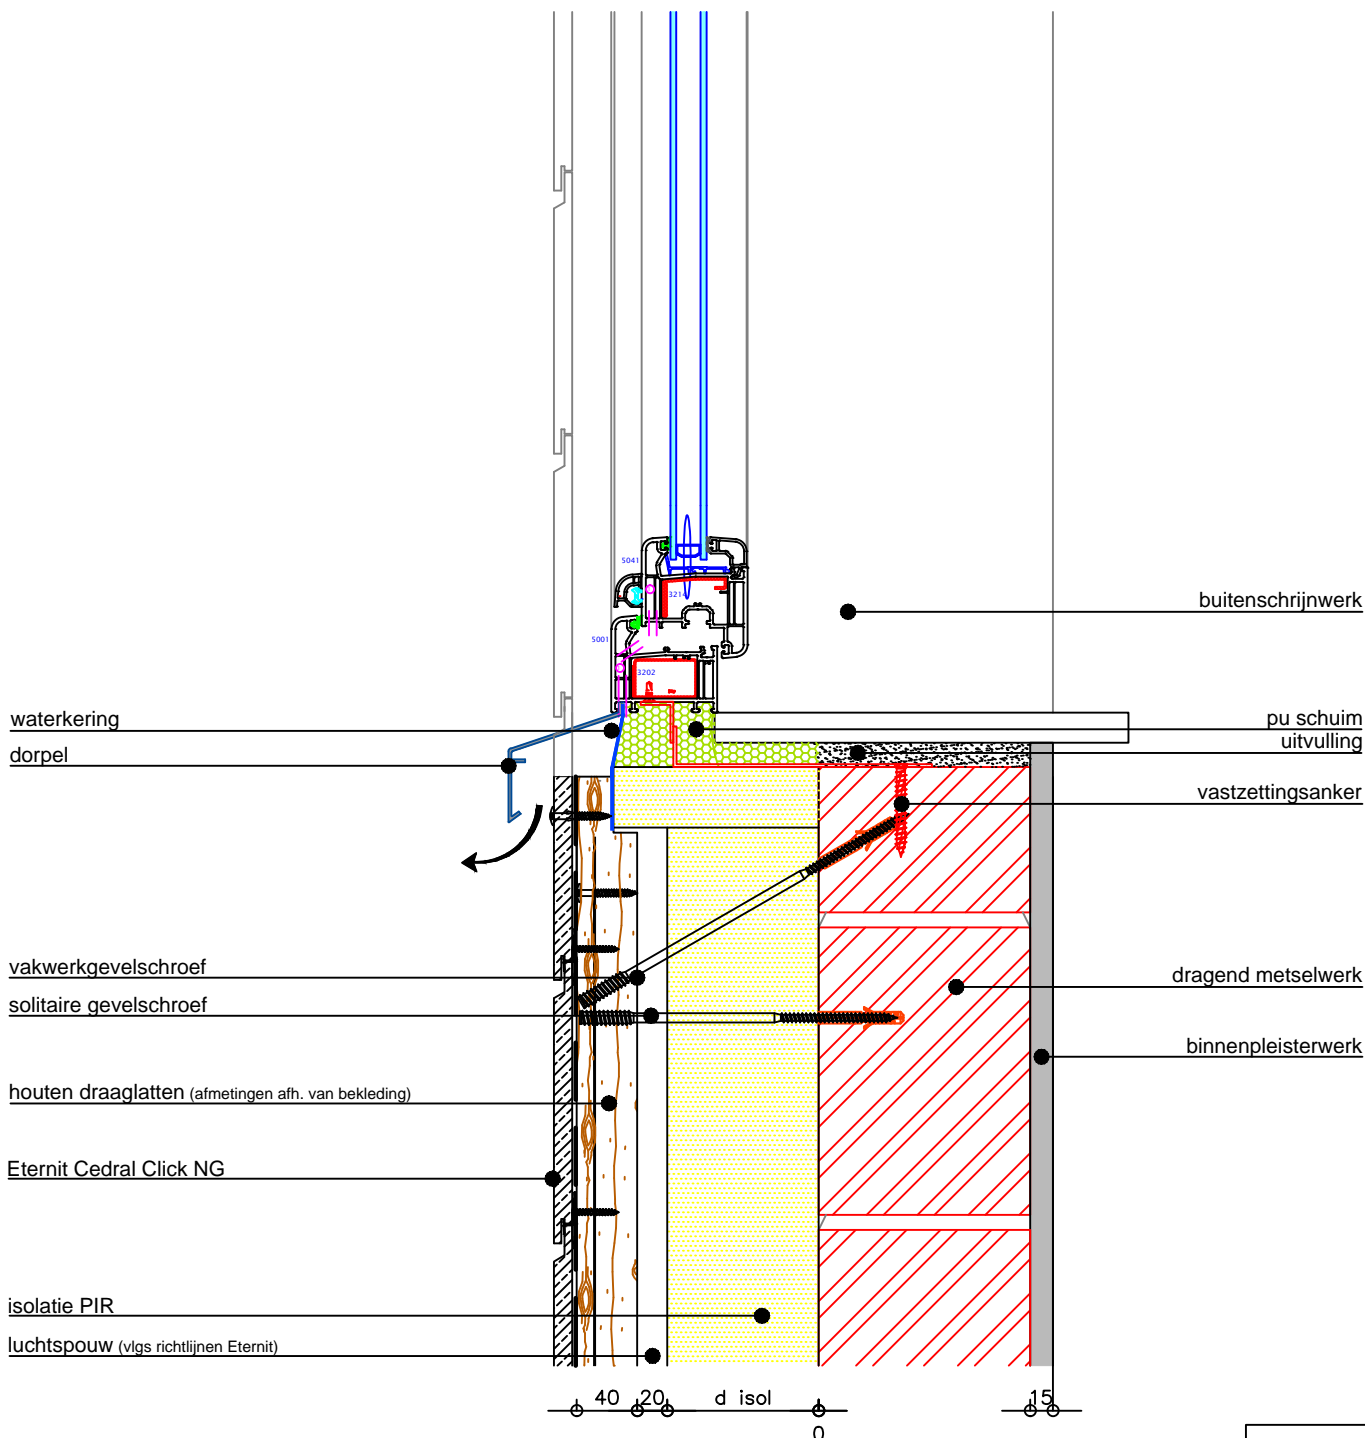 5041
3214
buitenschrijnwerk
5001
3202
waterkering
pu schuim
uitvulling
dorpel
vastzettingsanker
vakwerkgevelschroef
dragend metselwerk
solitaire gevelschroef
binnenpleisterwerk
houten draaglatten (afmetingen afh. van bekleding)
Eternit Cedral Click NG
isolatie PIR
luchtspouw (vlgs richtlijnen Eternit)
40 20 d isol 15
0